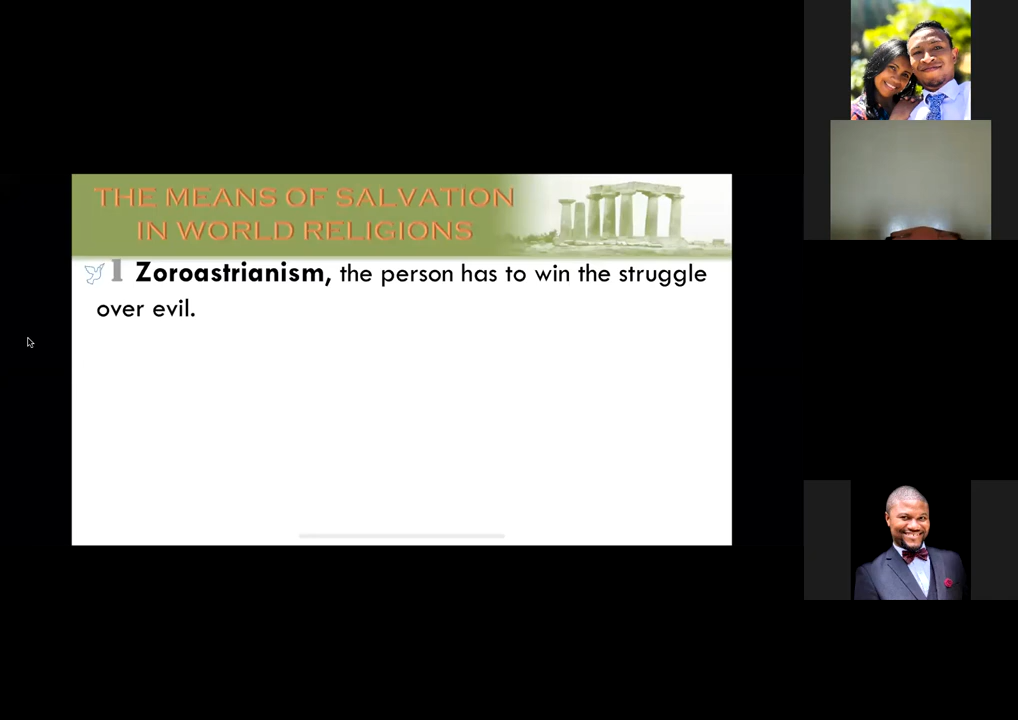 THE MEANS OF SALVATION
IN WORLD RELIGIONS
1 Zoroastrianism, the person has to win the struggle
over evil.